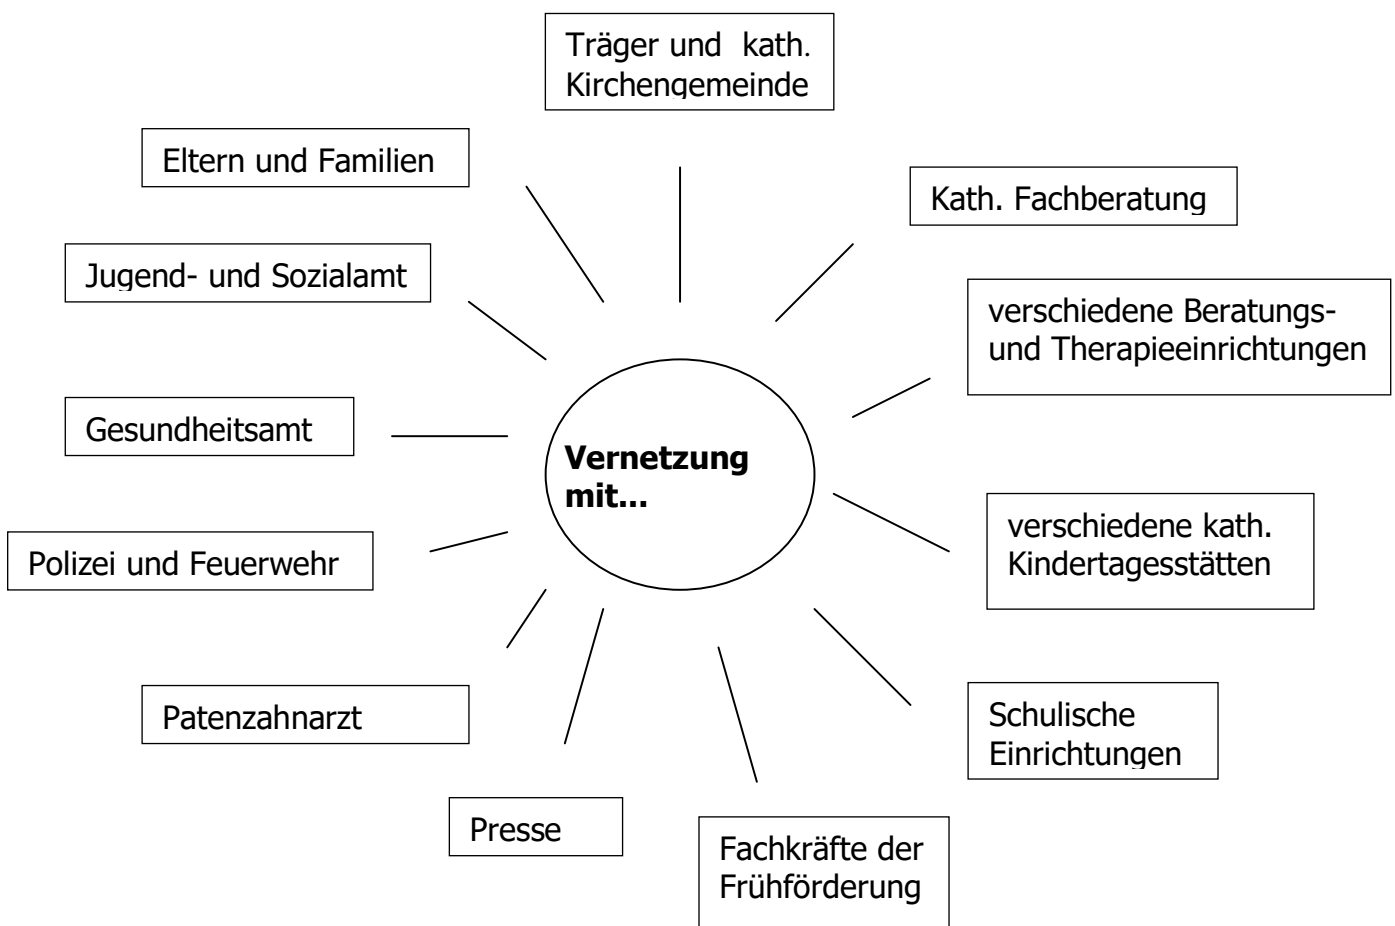 Träger und kath.
Kirchengemeinde
Eltern und Familien
Kath. Fachberatung
Jugend- und Sozialamt
verschiedene Beratungs-
und Therapieeinrichtungen
Gesundheitsamt
Vernetzung
mit...
verschiedene kath.
Kindertagesstätten
Polizei und Feuerwehr
Patenzahnarzt
Schulische
Einrichtungen
Presse
Fachkräfte der
Frühförderung